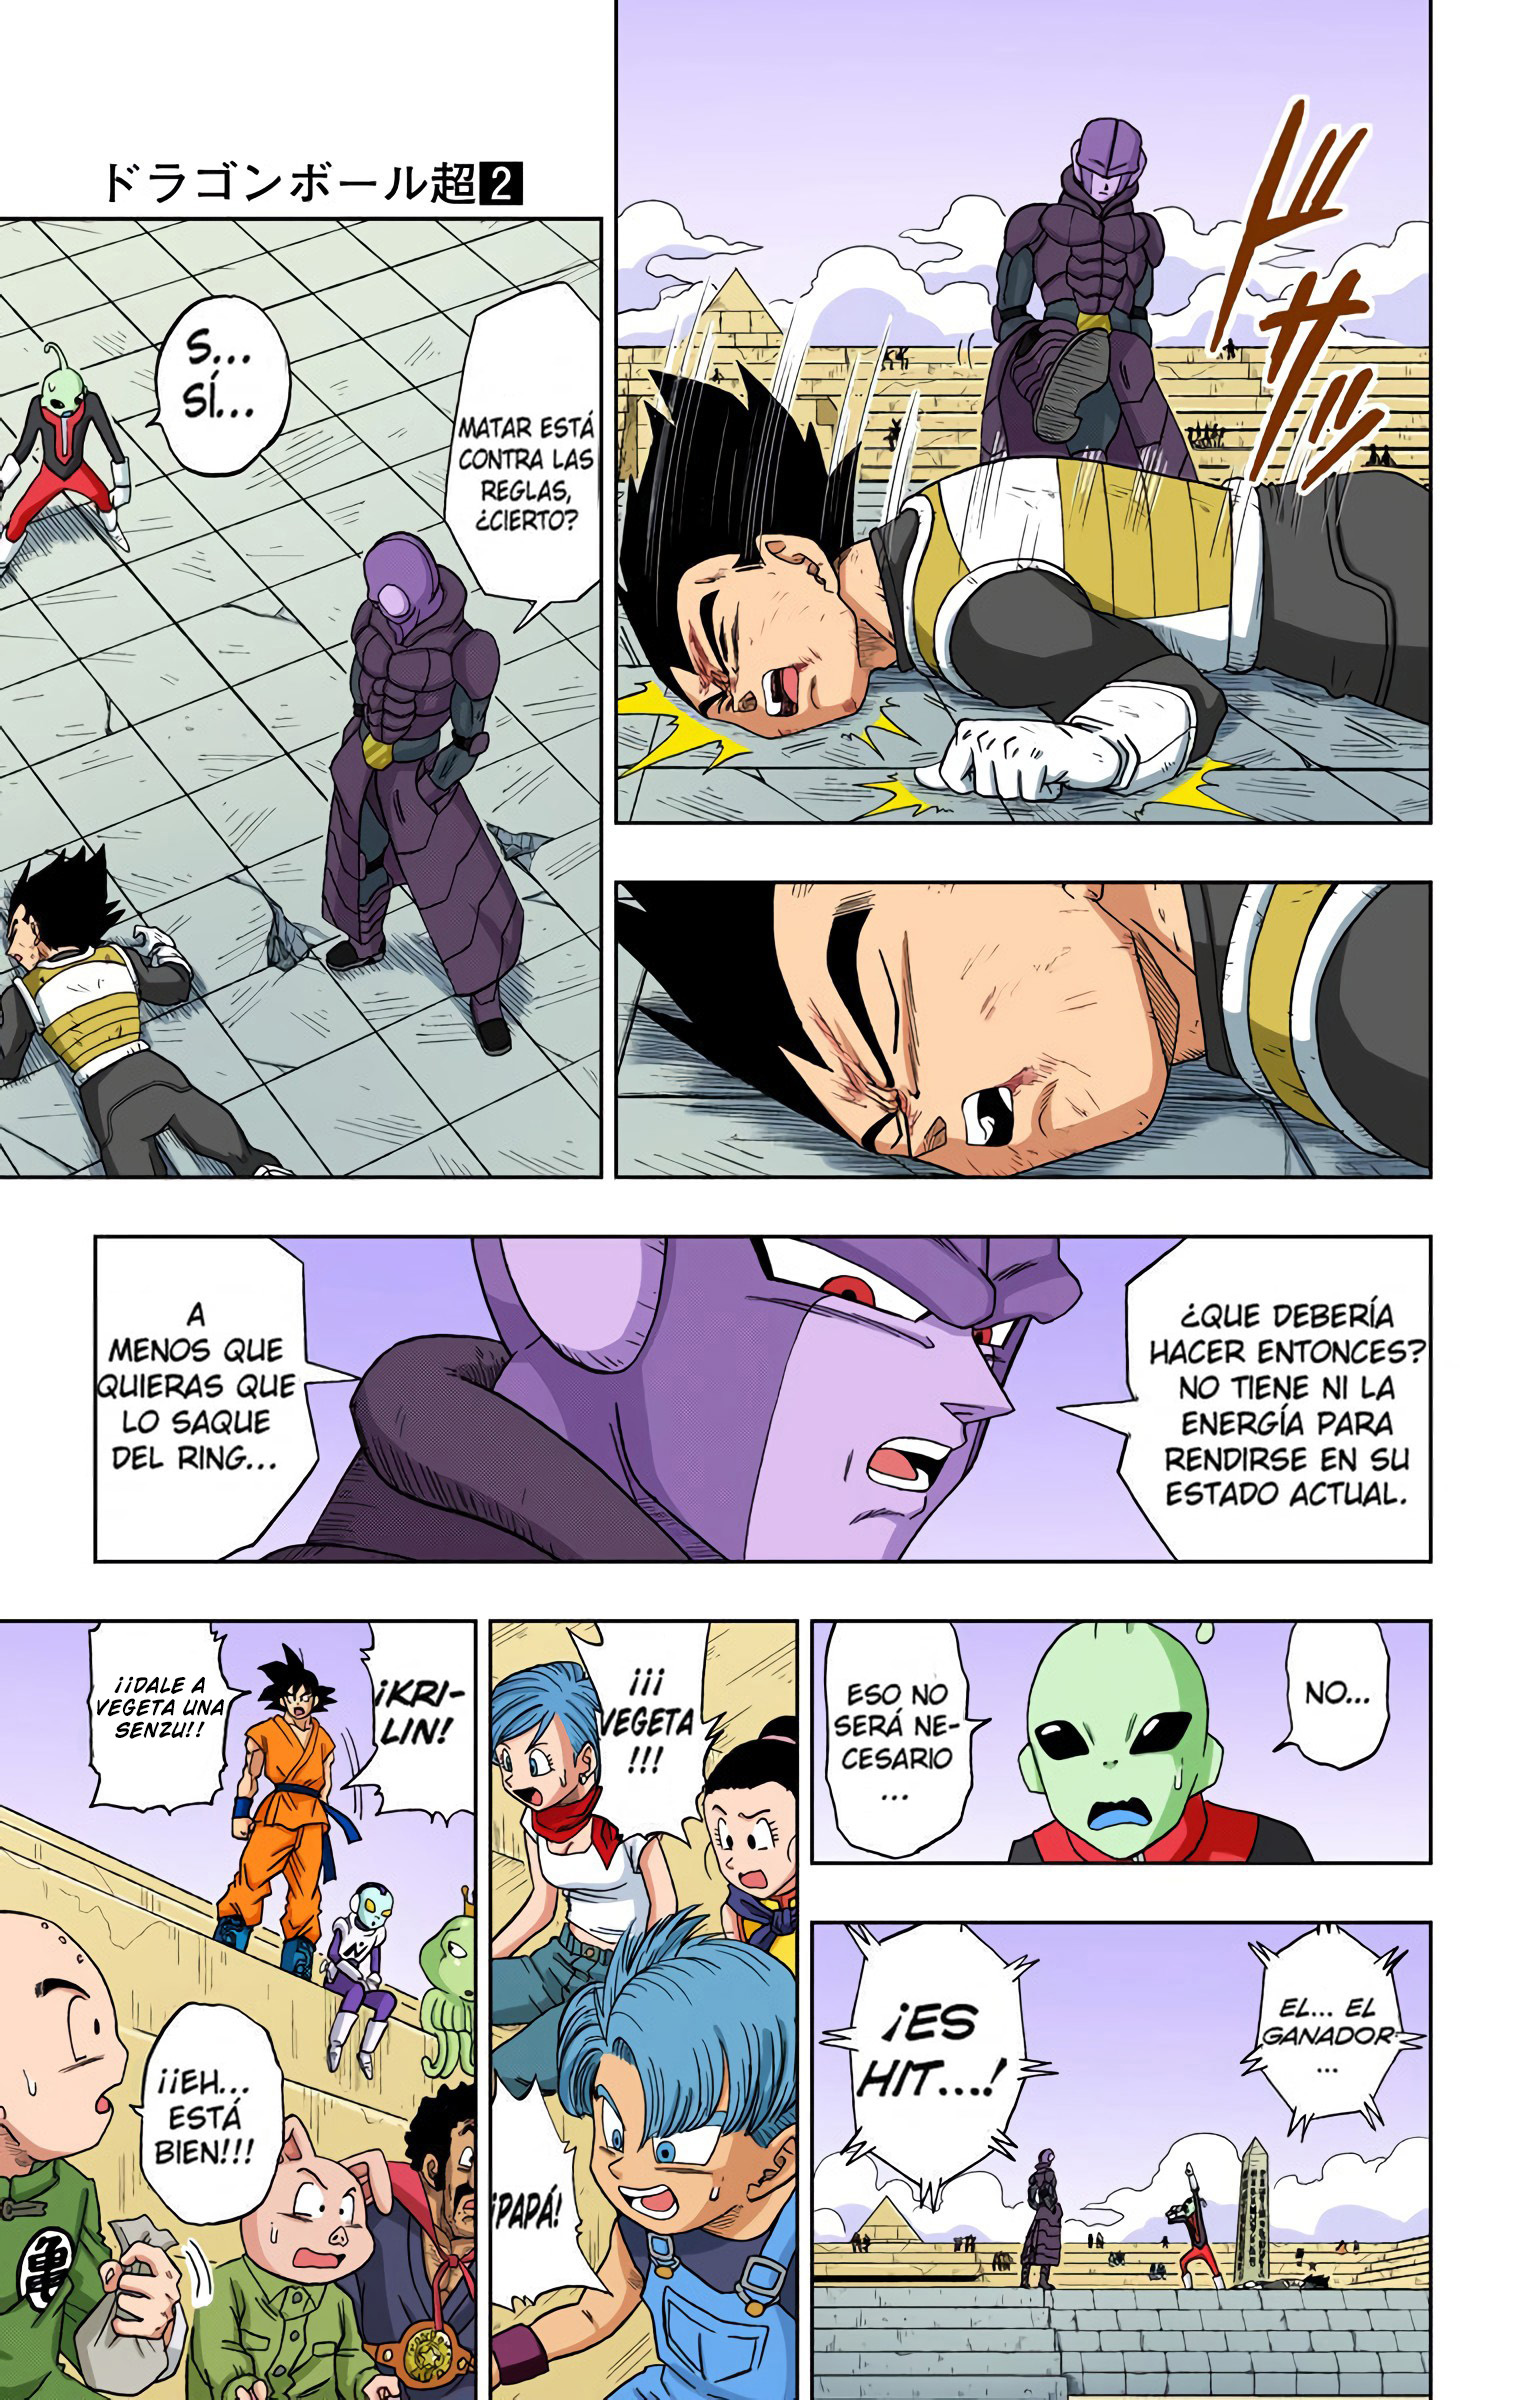 ドラゴンボール超2
ドサッ
MATAR ESTÁ
CONTRA LAS
REGLAS,
¿CIERTO?
S...
SÍ...
¿QUE DEBERÍA
HACER ENTONCES?
NO TIENE NI LA
ENERGÍA PARA
RENDIRSE EN SU
ESTADO ACTUAL.
A
MENOS QUE
QUIERAS QUE
LO SAQUE
DEL RING...
NO...
ESO NO
SERÁ NE-
CESARIO
...
EL... EL
GANADOR
...
¡ES
HIT...!
¡¡¡
VEGETA
!!!
¡PAPÁ!
¡KRI-
LIN!
¡¡DALE A
VEGETA UNA
SENZU!!
¡¡EH...
ESTÁ
BIEN!!!
亀